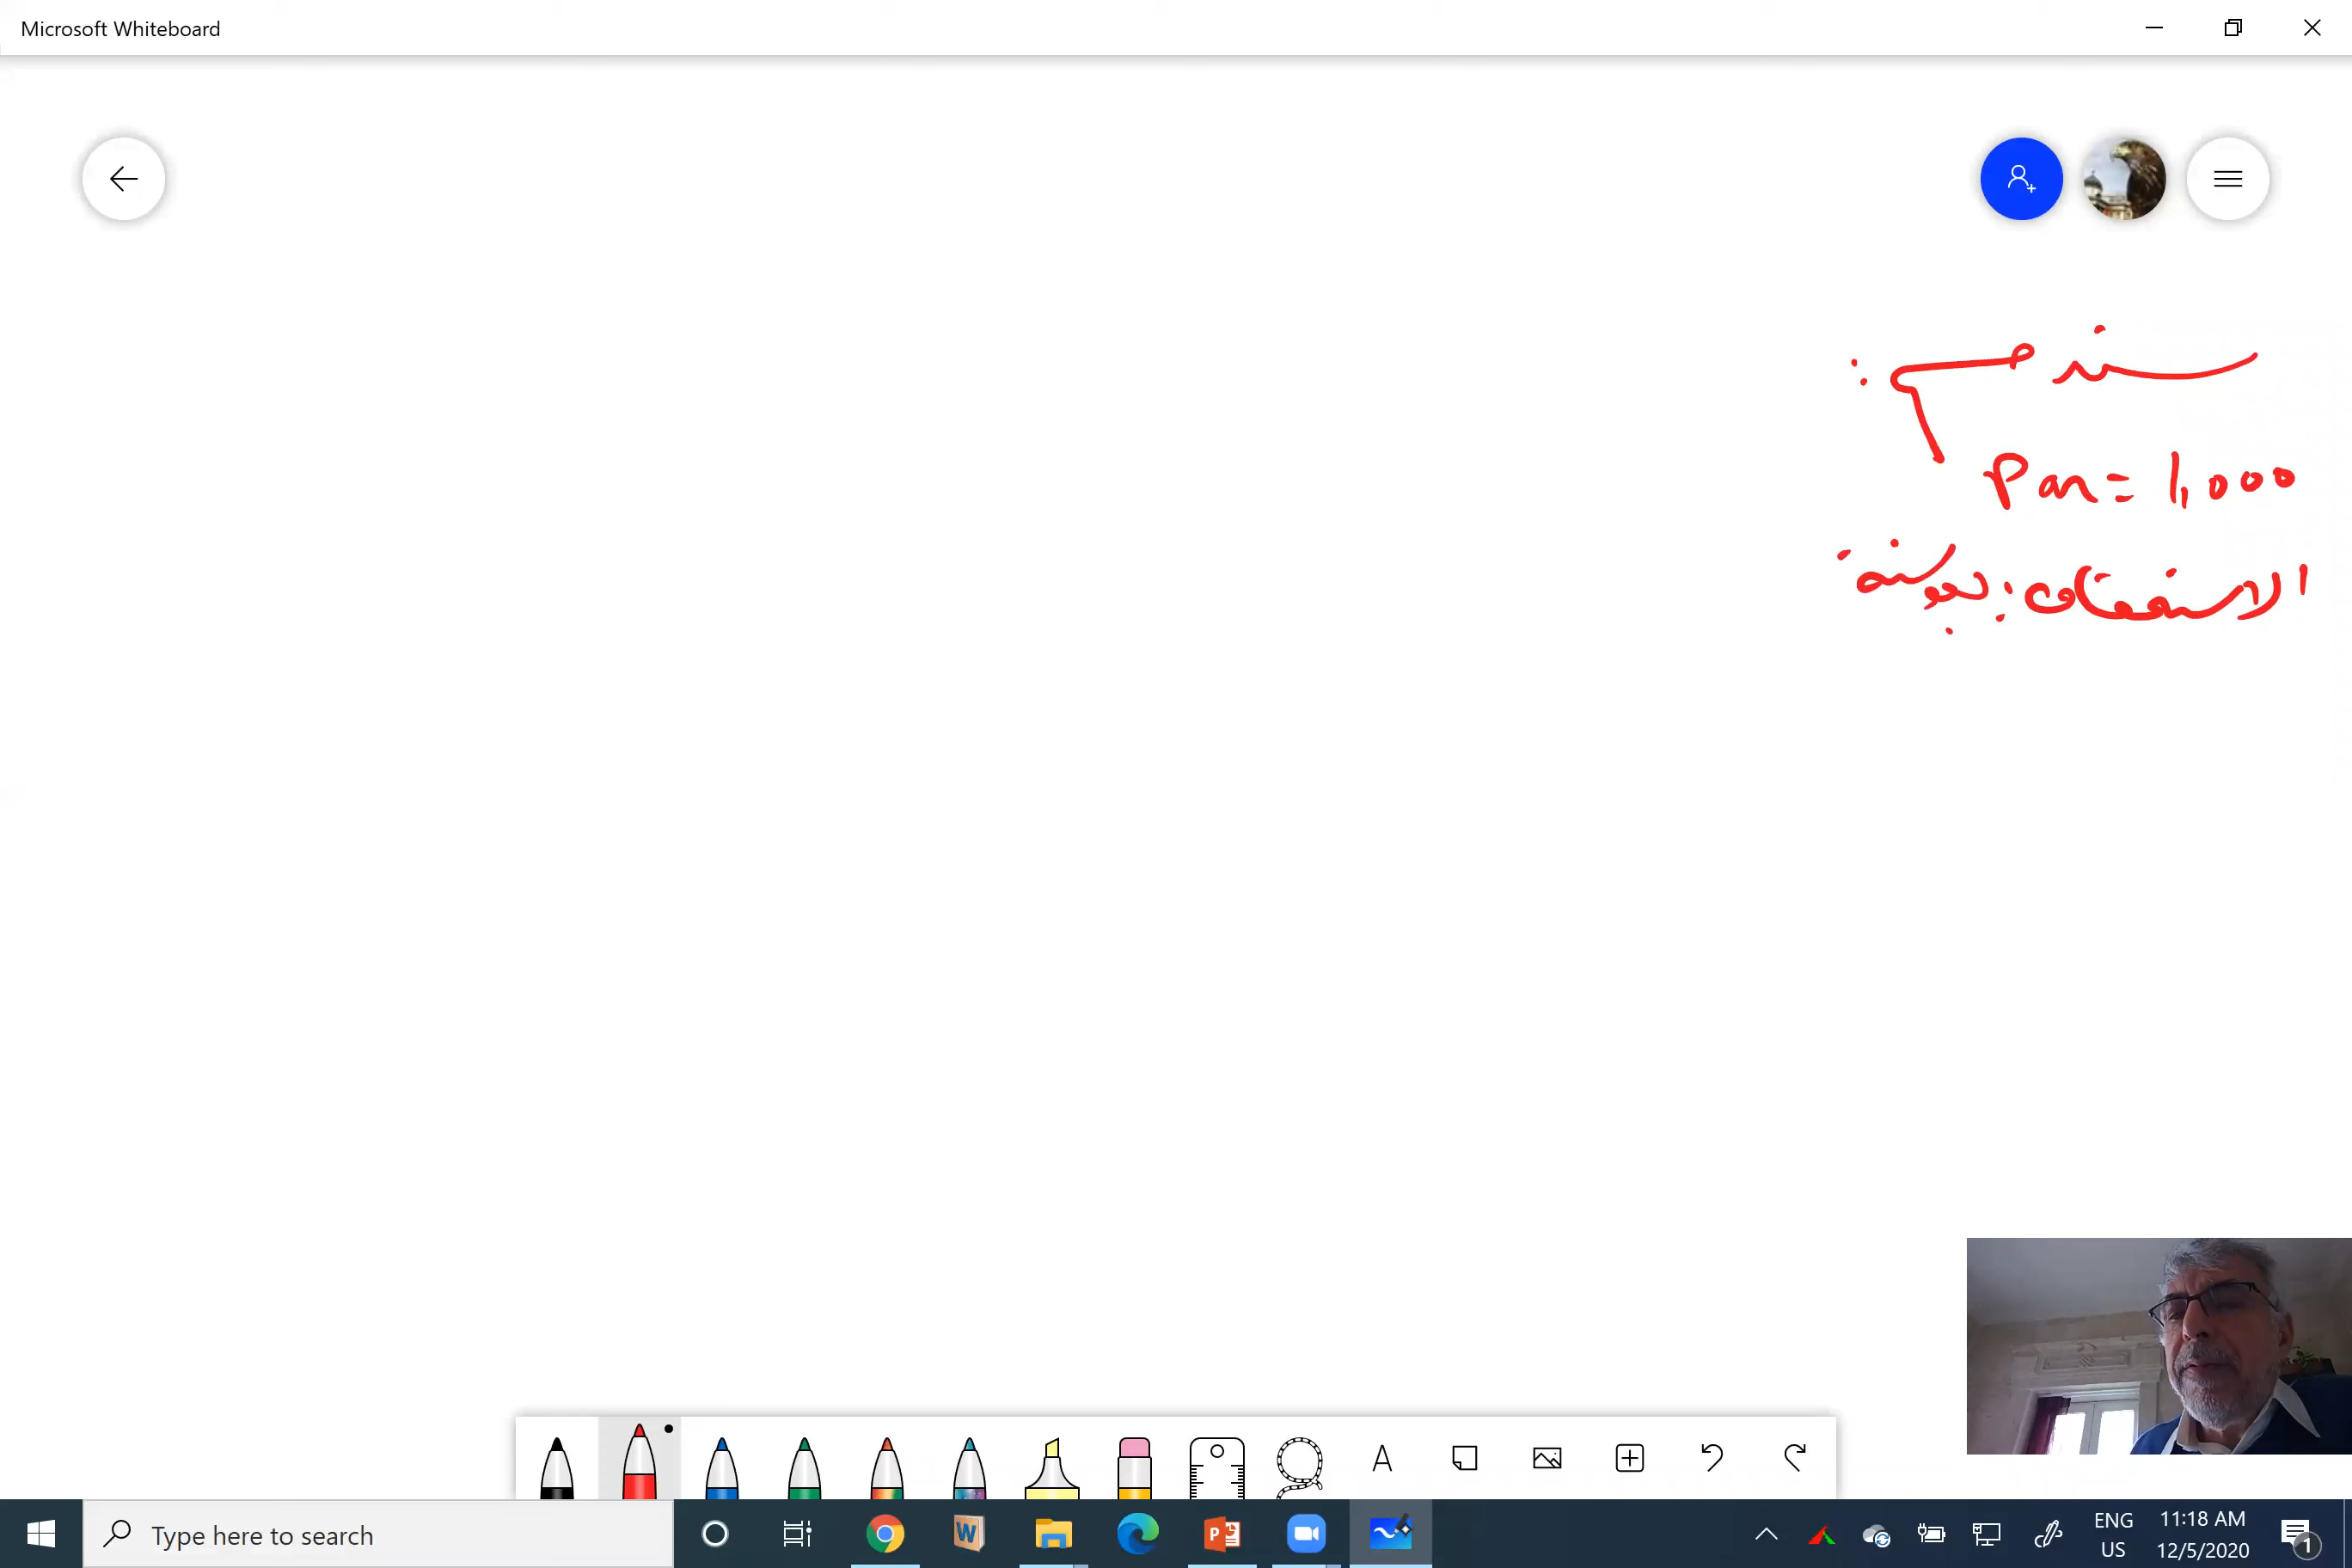 Microsoft Whiteboard
سند :
Par = 1,000
الاستحقاق : بعد سنة
A
Type here to search
ENG
US
11:18 AM
12/5/2020
1